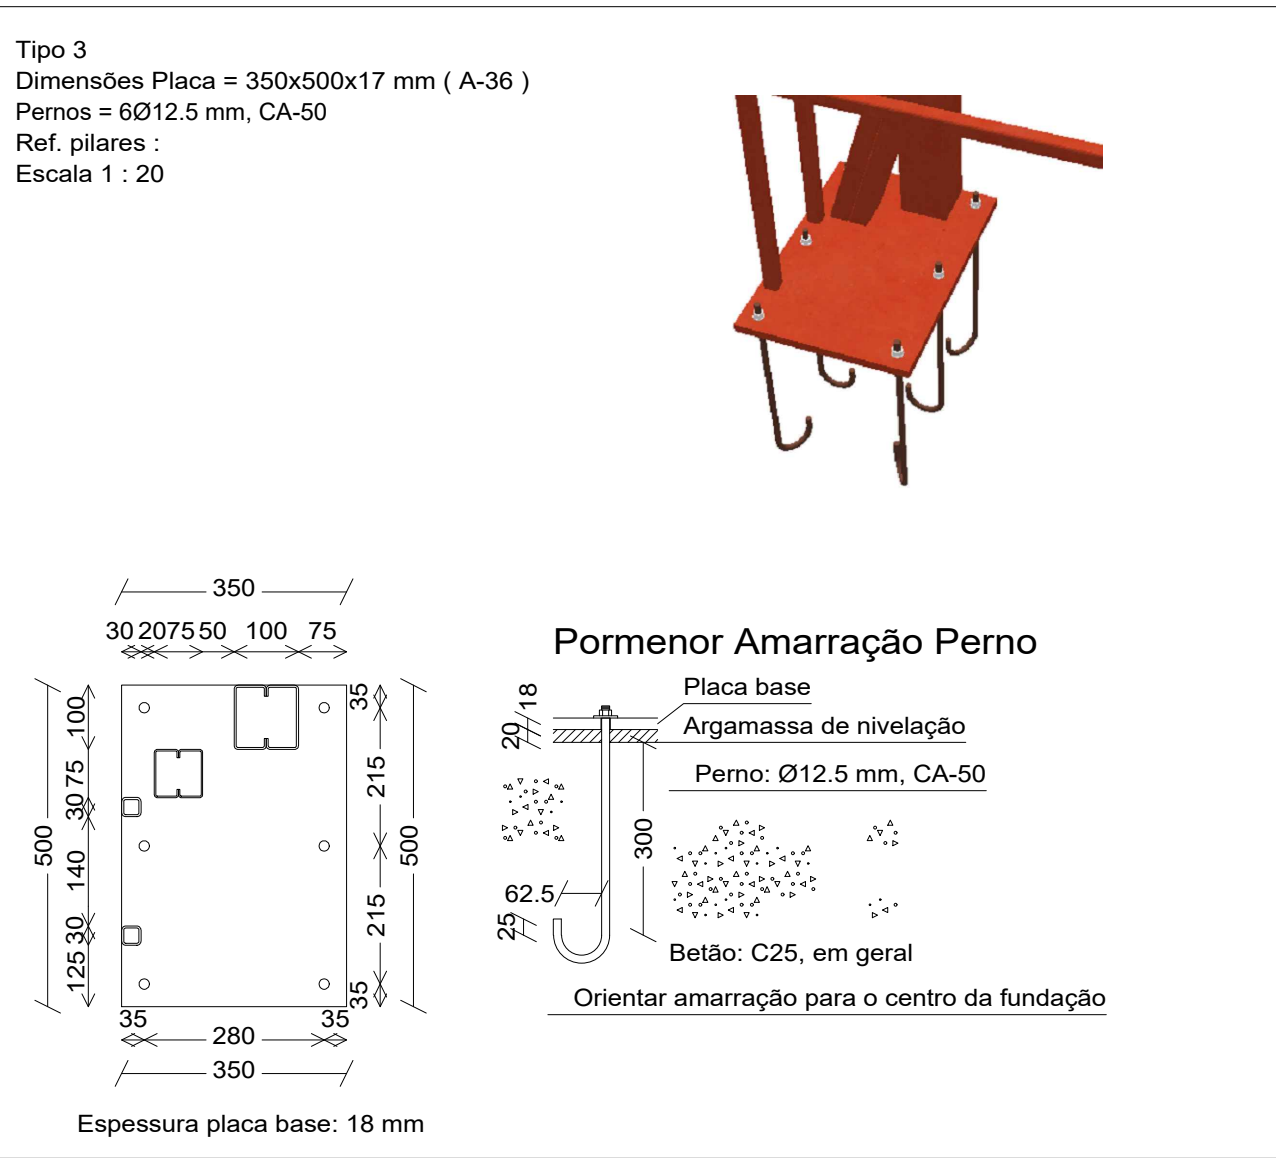 Tipo 3
Dimensões Placa = 350x500x17 mm ( A-36 )
Pernos = 6Ø12.5 mm, CA-50
Ref. pilares :
Escala 1 : 20
350
30 20 75 50 100 75
100
75
30
140
30
125
500
35
215
215
35
500
35 35
280
350
Espessura placa base: 18 mm
Pormenor Amarração Perno
18
20
Placa base
Argamassa de nivelação
Perno: Ø12.5 mm, CA-50
300
62.5
25
Betão: C25, em geral
Orientar amarração para o centro da fundação